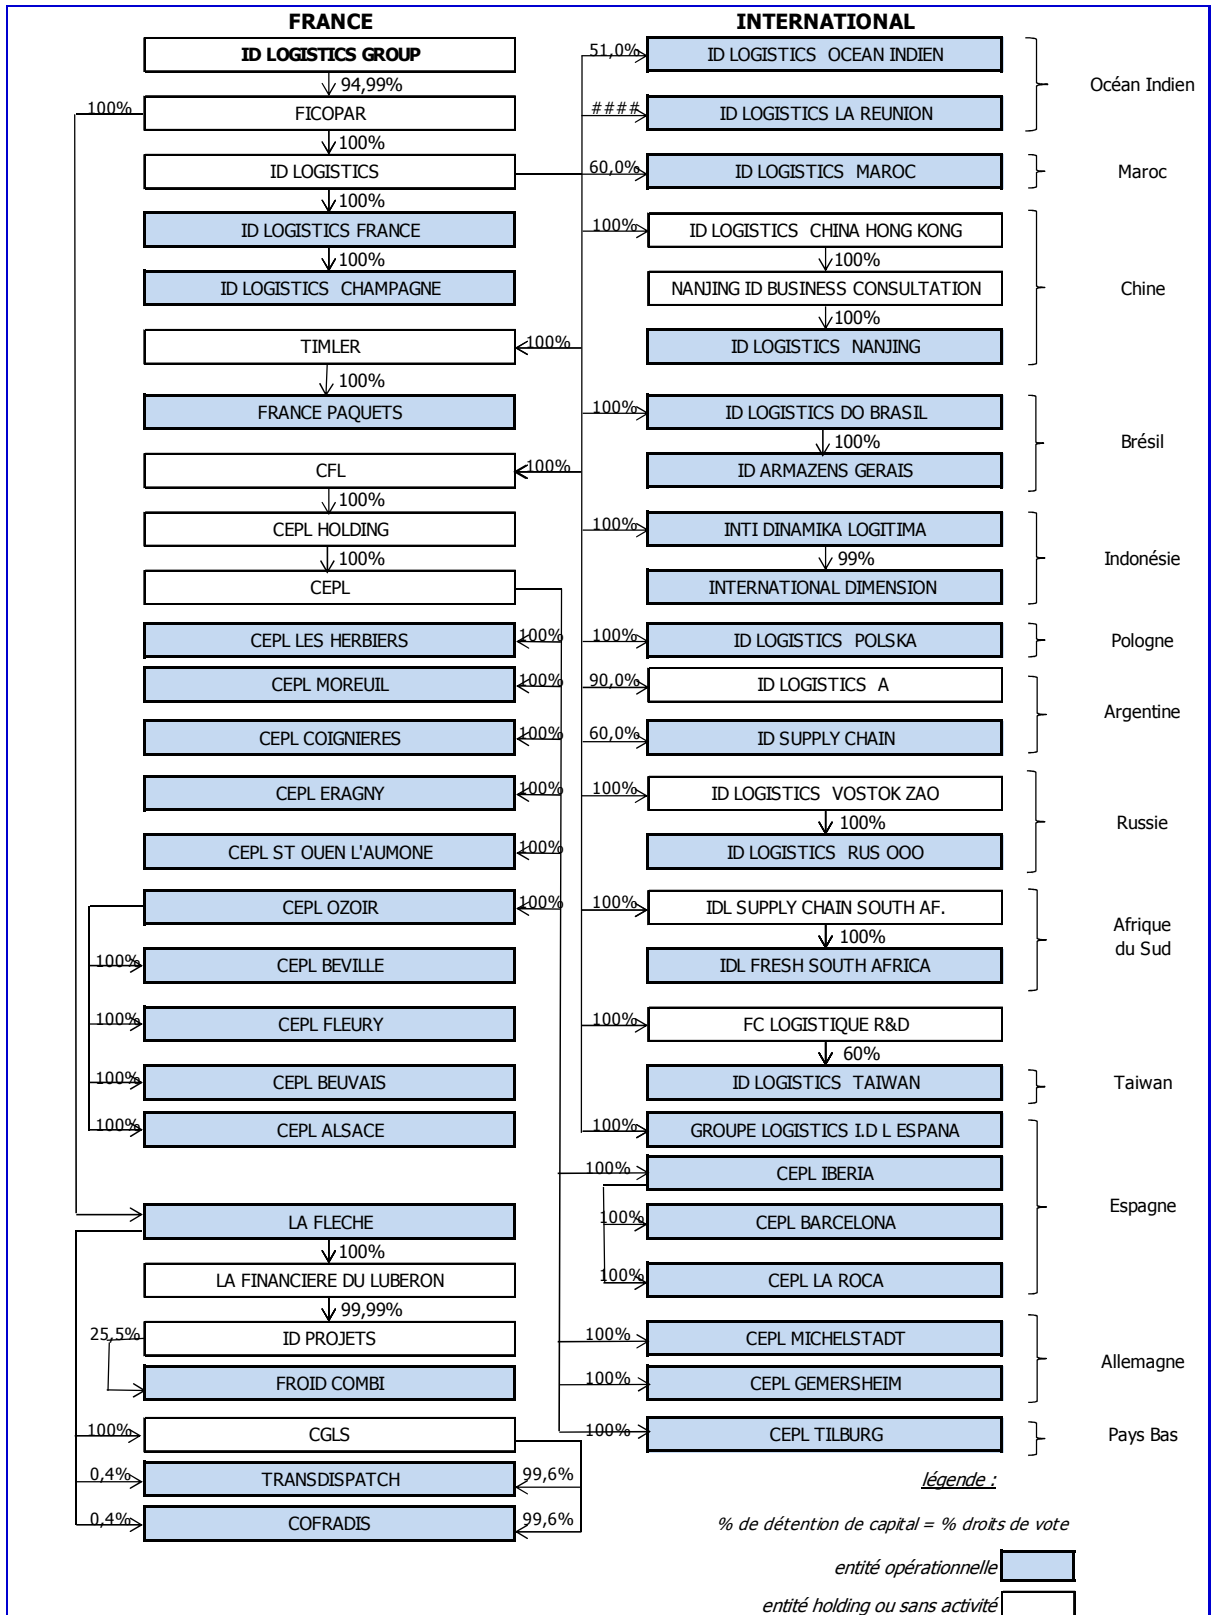 FRANCE
ID LOGISTICS GROUP
94,99%
100%
FICOPAR
100%
ID LOGISTICS
100%
ID LOGISTICS FRANCE
100%
ID LOGISTICS CHAMPAGNE
TIMLER
100%
100%
FRANCE PAQUETS
CFL
100%
100%
CEPL HOLDING
100%
CEPL
CEPL LES HERBIERS
100%
CEPL MOREUIL
100%
CEPL COIGNIERES
100%
CEPL ERAGNY
100%
CEPL ST OUEN L'AUMONE
100%
CEPL OZOIR
100%
100%
CEPL BEVILLE
100%
CEPL FLEURY
100%
CEPL BEUVAIS
100%
CEPL ALSACE
LA FLECHE
100%
LA FINANCIERE DU LUBERON
99,99%
25,5%
ID PROJETS
FROID COMBI
100%
CGLS
0,4%
TRANSDISPATCH
99,6%
0,4%
COFRADIS
99,6%
INTERNATIONAL
51,0%
ID LOGISTICS OCEAN INDIEN
Océan Indien
####
ID LOGISTICS LA REUNION
60,0%
ID LOGISTICS MAROC
Maroc
100%
ID LOGISTICS CHINA HONG KONG
100%
NANJING ID BUSINESS CONSULTATION
Chine
100%
ID LOGISTICS NANJING
100%
ID LOGISTICS DO BRASIL
Brésil
100%
ID ARMAZENS GERAIS
100%
INTI DINAMIKA LOGITIMA
Indonésie
99%
INTERNATIONAL DIMENSION
100%
ID LOGISTICS POLSKA
Pologne
90,0%
ID LOGISTICS A
Argentine
60,0%
ID SUPPLY CHAIN
100%
ID LOGISTICS VOSTOK ZAO
100%
Russie
ID LOGISTICS RUS OOO
100%
IDL SUPPLY CHAIN SOUTH AF.
Afrique
du Sud
100%
IDL FRESH SOUTH AFRICA
100%
FC LOGISTIQUE R&D
60%
ID LOGISTICS TAIWAN
Taiwan
100%
GROUPE LOGISTICS I.D L ESPANA
100%
CEPL IBERIA
Espagne
100%
CEPL BARCELONA
100%
CEPL LA ROCA
100%
CEPL MICHELSTADT
Allemagne
100%
CEPL GEMERSHEIM
100%
CEPL TILBURG
Pays Bas
légende :
% de détention de capital = % droits de vote
entité opérationnelle
entité holding ou sans activité